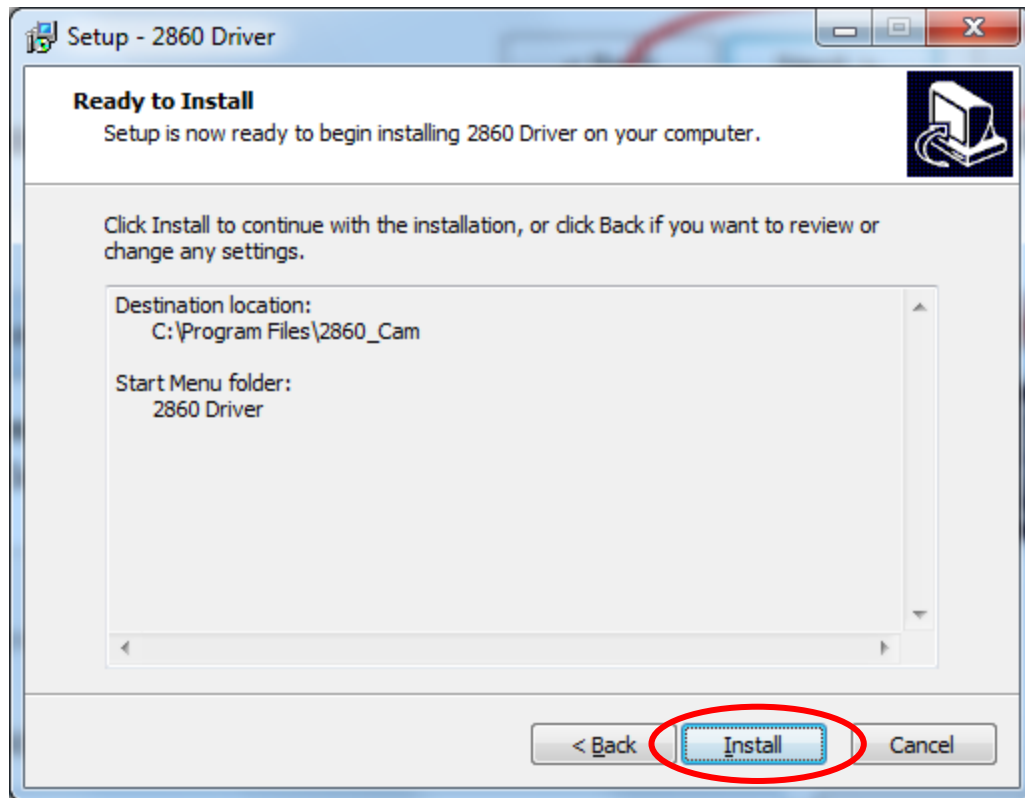 Setup - 2860 Driver
Ready to Install
Setup is now ready to begin installing 2860 Driver on your computer.
Click Install to continue with the installation, or click Back if you want to review or
change any settings.
Destination location:
C:\Program Files\2860_Cam
Start Menu folder:
2860 Driver
< Back
Install
Cancel